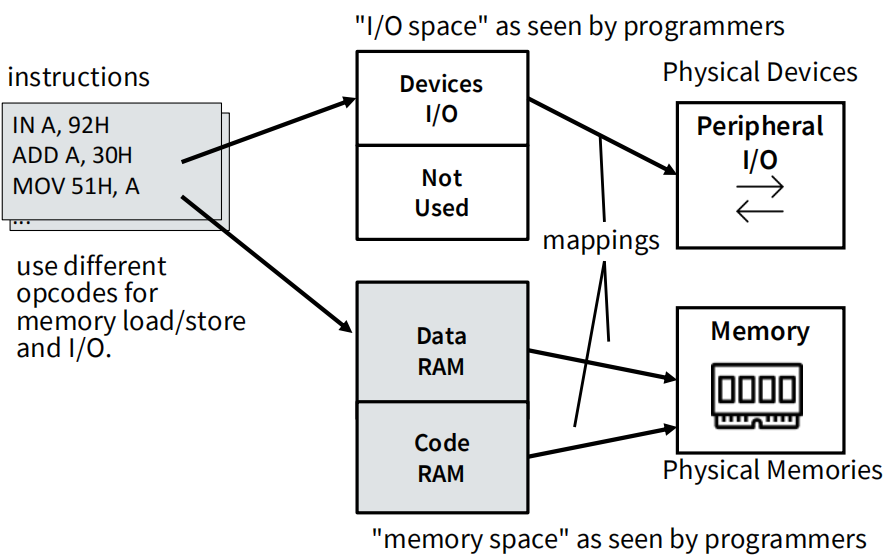 "I/O space" as seen by programmers
instructions
IN A, 92H
ADD A, 30H
MOV 51H, A
...
use different
opcodes for
memory load/store
and I/O.
Devices
I/O
Not
Used
Physical Devices
Peripheral
I/O
mappings
Data
RAM
Code
RAM
Memory
Physical Memories
"memory space" as seen by programmers